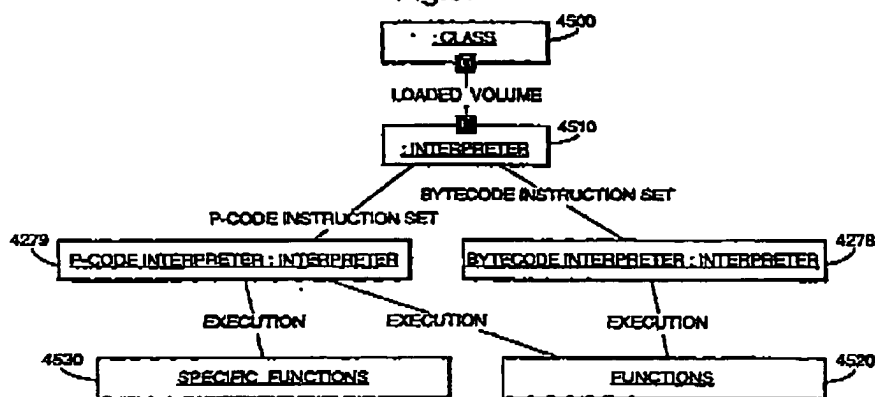 4500
: CLASS
LOADED VOLUME
4510
: INTERPRETER
BYTECODE INSTRUCTION SET
P-CODE INSTRUCTION SET
4279
P-CODE INTERPRETER : INTERPRETER
4278
BYTECODE INTERPRETER : INTERPRETER
EXECUTION
EXECUTION
EXECUTION
4530
SPECIFIC FUNCTIONS
4520
FUNCTIONS